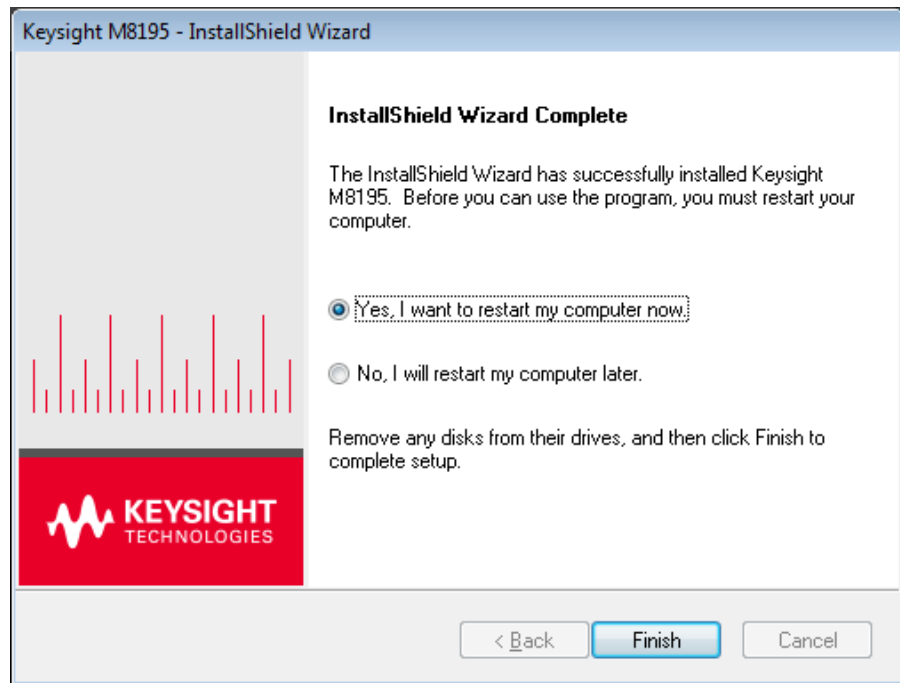 Keysight M8195 - InstallShield Wizard
InstallShield Wizard Complete
The InstallShield Wizard has successfully installed Keysight
M8195.  Before you can use the program, you must restart your
computer.
Yes, I want to restart my computer now.
No, I will restart my computer later.
Remove any disks from their drives, and then click Finish to
complete setup.
KEYSIGHT
TECHNOLOGIES
< Back
Finish
Cancel